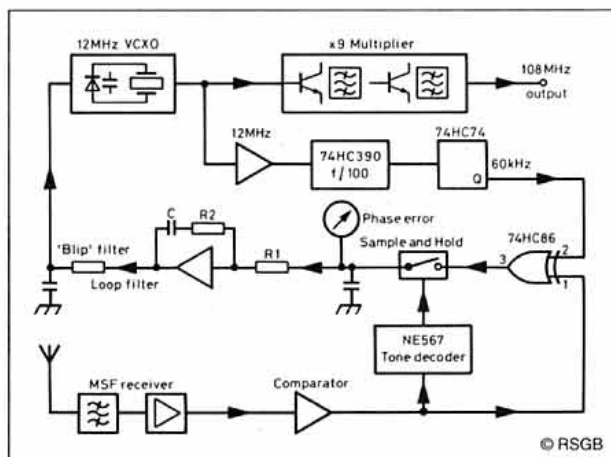 12MHz VCXO
x9 Multiplier
108MHz
output
12MHz
74HC390
f/100
74HC74
Q
60kHz
C
R2
Phase error
'Blip' filter
Loop filter
R1
Sample and Hold
74HC86
3
2
1
NE567
Tone decoder
MSF receiver
Comparator
© RSGB